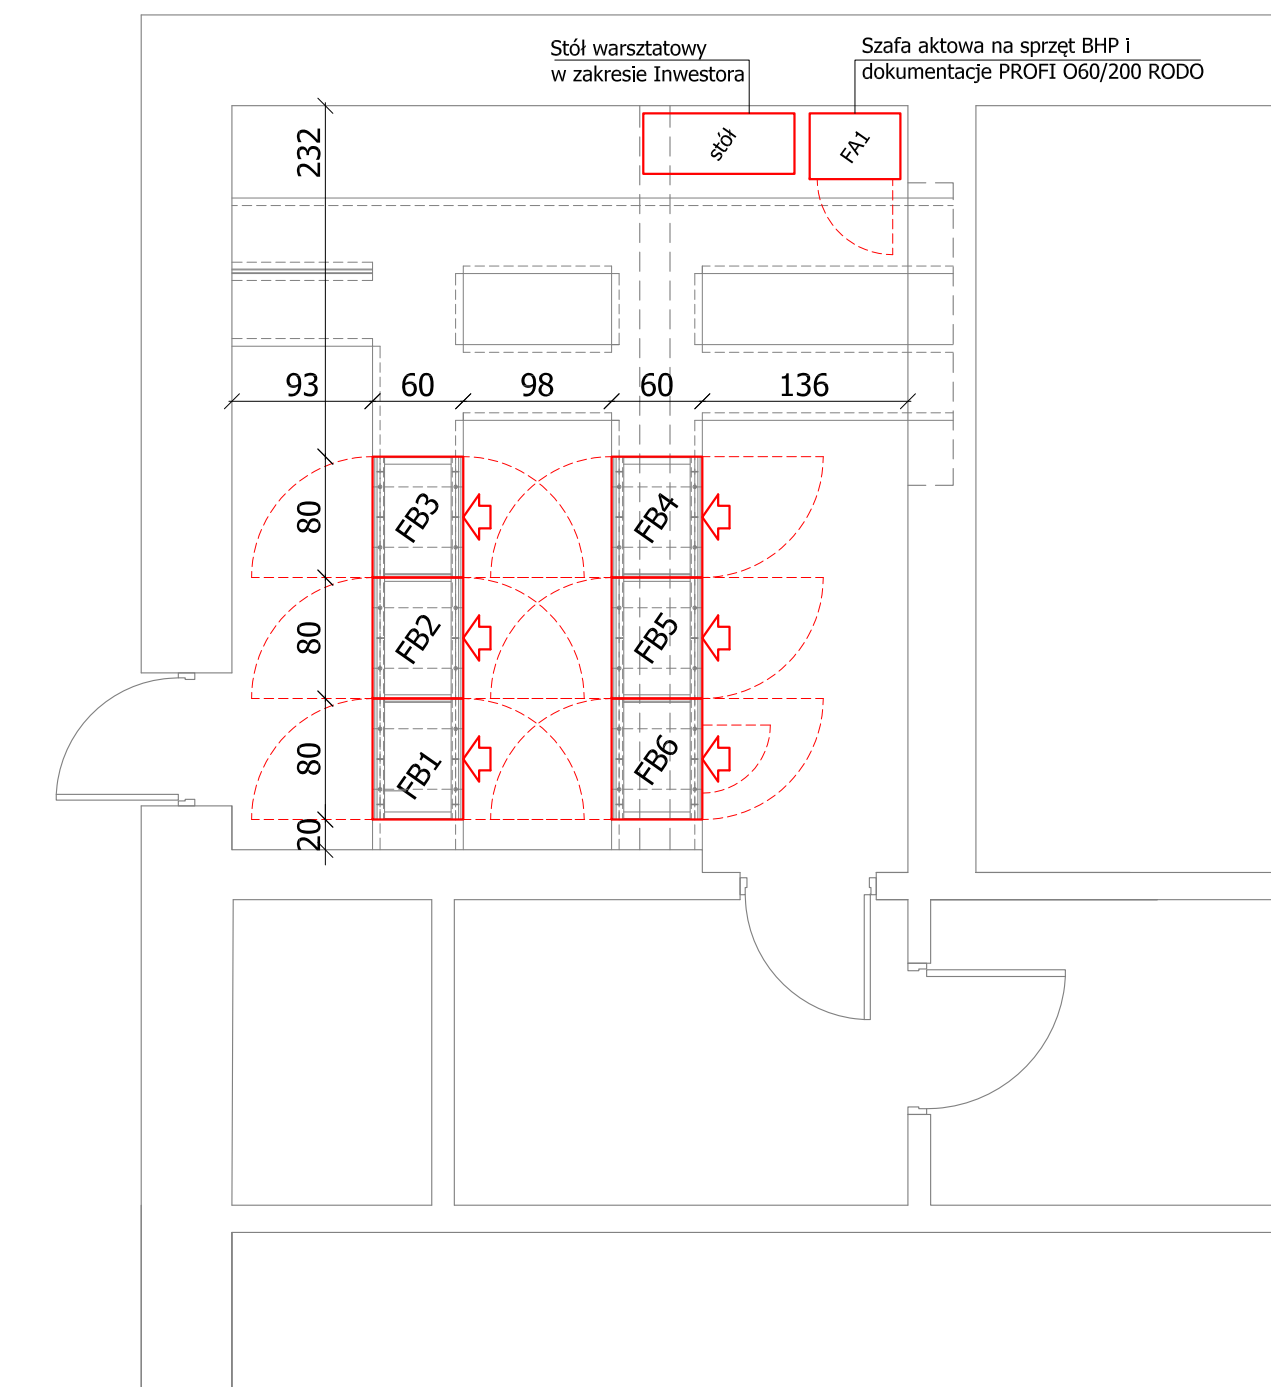 Stół warsztatowy
w zakresie Inwestora
Szafa aktowa na sprzęt BHP i
dokumentacje PROFI O60/200 RODO
stół
FA1
232
93
60
98
60
136
80
FB3
FB4
80
FB2
FB5
80
FB1
FB6
20